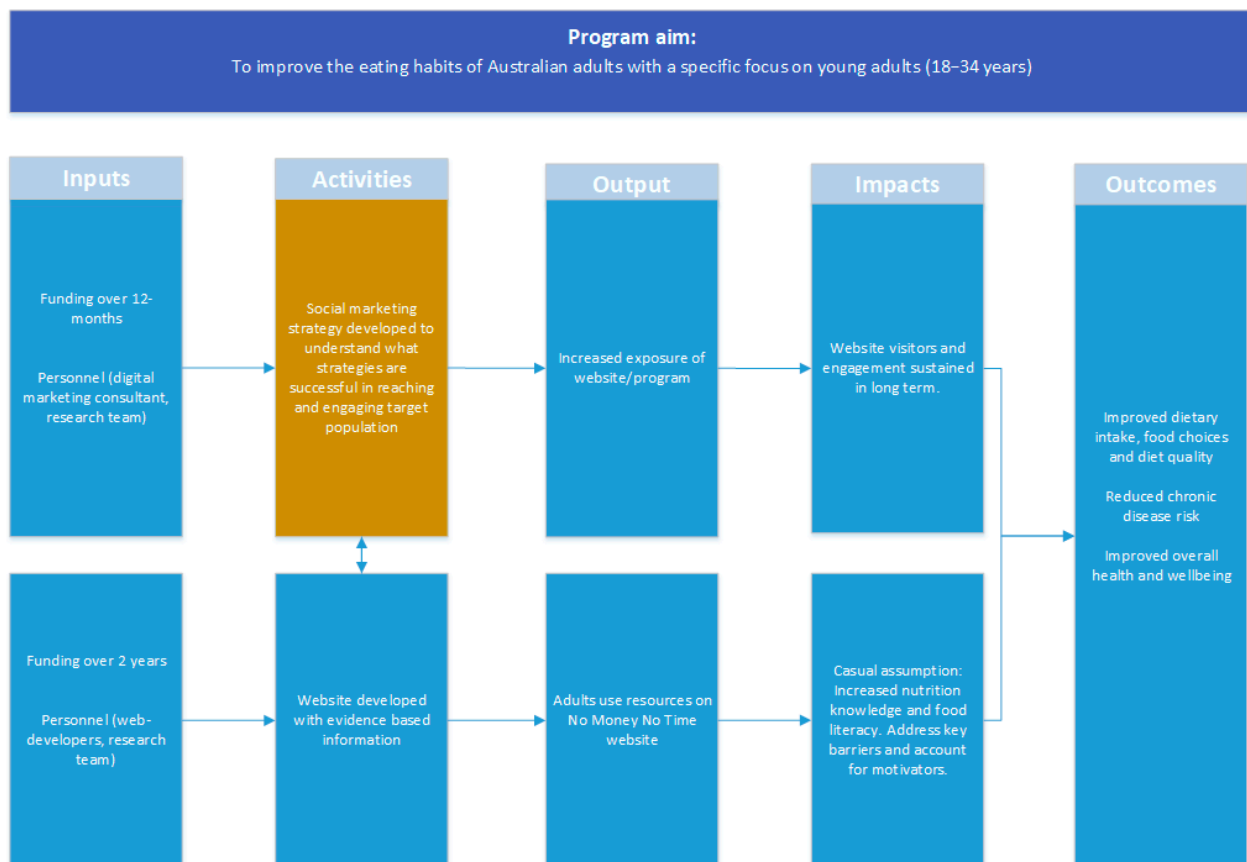 Program aim:
To improve the eating habits of Australian adults with a specific focus on young adults (18–34 years)
Inputs
Activities
Output
Impacts
Outcomes
Funding over 12-
months
Personnel (digital
marketing consultant,
research team)
Social marketing
strategy developed to
understand what
strategies are
successful in reaching
and engaging target
population
Increased exposure of
website/program
Website visitors and
engagement sustained
in long term.
Improved dietary
intake, food choices
and diet quality
Reduced chronic
disease risk
Improved overall
health and wellbeing
Funding over 2 years
Personnel (web-
developers, research
team)
Website developed
with evidence based
information
Adults use resources on
No Money No Time
website
Casual assumption:
Increased nutrition
knowledge and food
literacy. Address key
barriers and account
for motivators.